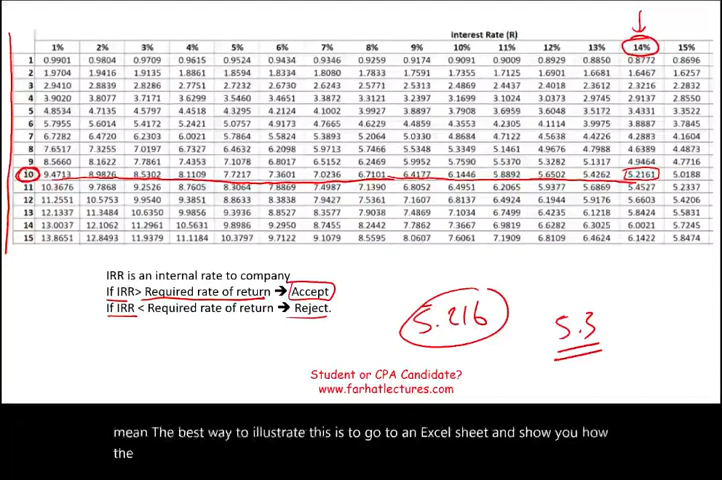 Interest Rate (R)
1% 2% 3% 4% 5% 6% 7% 8% 9% 10% 11% 12% 13% 14% 15%
1 0.9901 0.9804 0.9709 0.9615 0.9524 0.9434 0.9346 0.9259 0.9174 0.9091 0.9009 0.8929 0.8850 0.8772 0.8696
2 1.9704 1.9416 1.9135 1.8861 1.8594 1.8334 1.8080 1.7833 1.7591 1.7355 1.7125 1.6901 1.6681 1.6467 1.6257
3 2.9410 2.8839 2.8286 2.7751 2.7232 2.6730 2.6243 2.5771 2.5313 2.4869 2.4437 2.4018 2.3612 2.3216 2.2832
4 3.9020 3.8077 3.7171 3.6299 3.5460 3.4651 3.3872 3.3121 3.2397 3.1699 3.1024 3.0373 2.9745 2.9137 2.8550
5 4.8534 4.7135 4.5797 4.4518 4.3295 4.2124 4.1002 3.9927 3.8897 3.7908 3.6959 3.6048 3.5172 3.4331 3.3522
6 5.7955 5.6014 5.4172 5.2421 5.0757 4.9173 4.7665 4.6229 4.4859 4.3553 4.2305 4.1114 3.9975 3.8887 3.7845
7 6.7282 6.4720 6.2303 6.0021 5.7864 5.5824 5.3893 5.2064 5.0330 4.8684 4.7122 4.5638 4.4226 4.2883 4.1604
8 7.6517 7.3255 7.0197 6.7327 6.4632 6.2098 5.9713 5.7466 5.5348 5.3349 5.1461 4.9676 4.7988 4.6389 4.4873
9 8.5660 8.1622 7.7861 7.4353 7.1078 6.8017 6.5152 6.2469 5.9952 5.7590 5.5370 5.3282 5.1317 4.9464 4.7716
10 9.4713 8.9826 8.5302 8.1109 7.7217 7.3601 7.0236 6.7101 6.4177 6.1446 5.8892 5.6502 5.4262 5.2161 5.0188
11 10.3676 9.7868 9.2526 8.7605 8.3064 7.8869 7.4987 7.1390 6.8052 6.4951 6.2065 5.9377 5.6869 5.4527 5.2337
12 11.2551 10.5753 9.9540 9.3851 8.8633 8.3838 7.9427 7.5361 7.1607 6.8137 6.4924 6.1944 5.9176 5.6603 5.4206
13 12.1337 11.3484 10.6350 9.9856 9.3936 8.8527 8.3577 7.9038 7.4869 7.1034 6.7499 6.4235 6.1218 5.8424 5.5831
14 13.0037 12.1062 11.2961 10.5631 9.8986 9.2950 8.7455 8.2442 7.7862 7.3667 6.9819 6.6282 6.3025 6.0021 5.7245
15 13.8651 12.8493 11.9379 11.1184 10.3797 9.7122 9.1079 8.5595 8.0607 7.6061 7.1909 6.8109 6.4624 6.1422 5.8474
IRR is an internal rate to company
If IRR> Required rate of return ➔ Accept
If IRR < Required rate of return ➔ Reject.
5.216
5.3
Student or CPA Candidate?
www.farhatlectures.com
mean The best way to illustrate this is to go to an Excel sheet and show you how
the